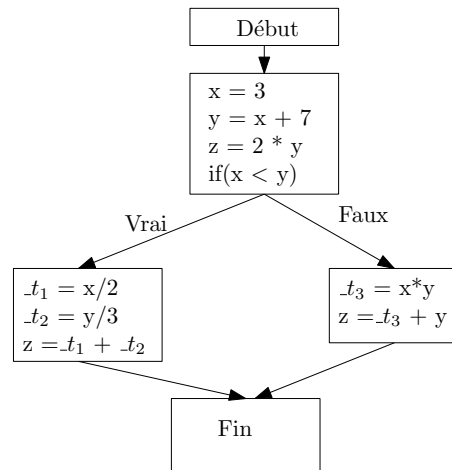 Début
x = 3
y = x + 7
z = 2 * y
if(x < y)
Vrai
Faux
_t₁ = x/2
_t₂ = y/3
z =_t₁ + _t₂
_t₃ = x*y
z =_t₃ + y
Fin